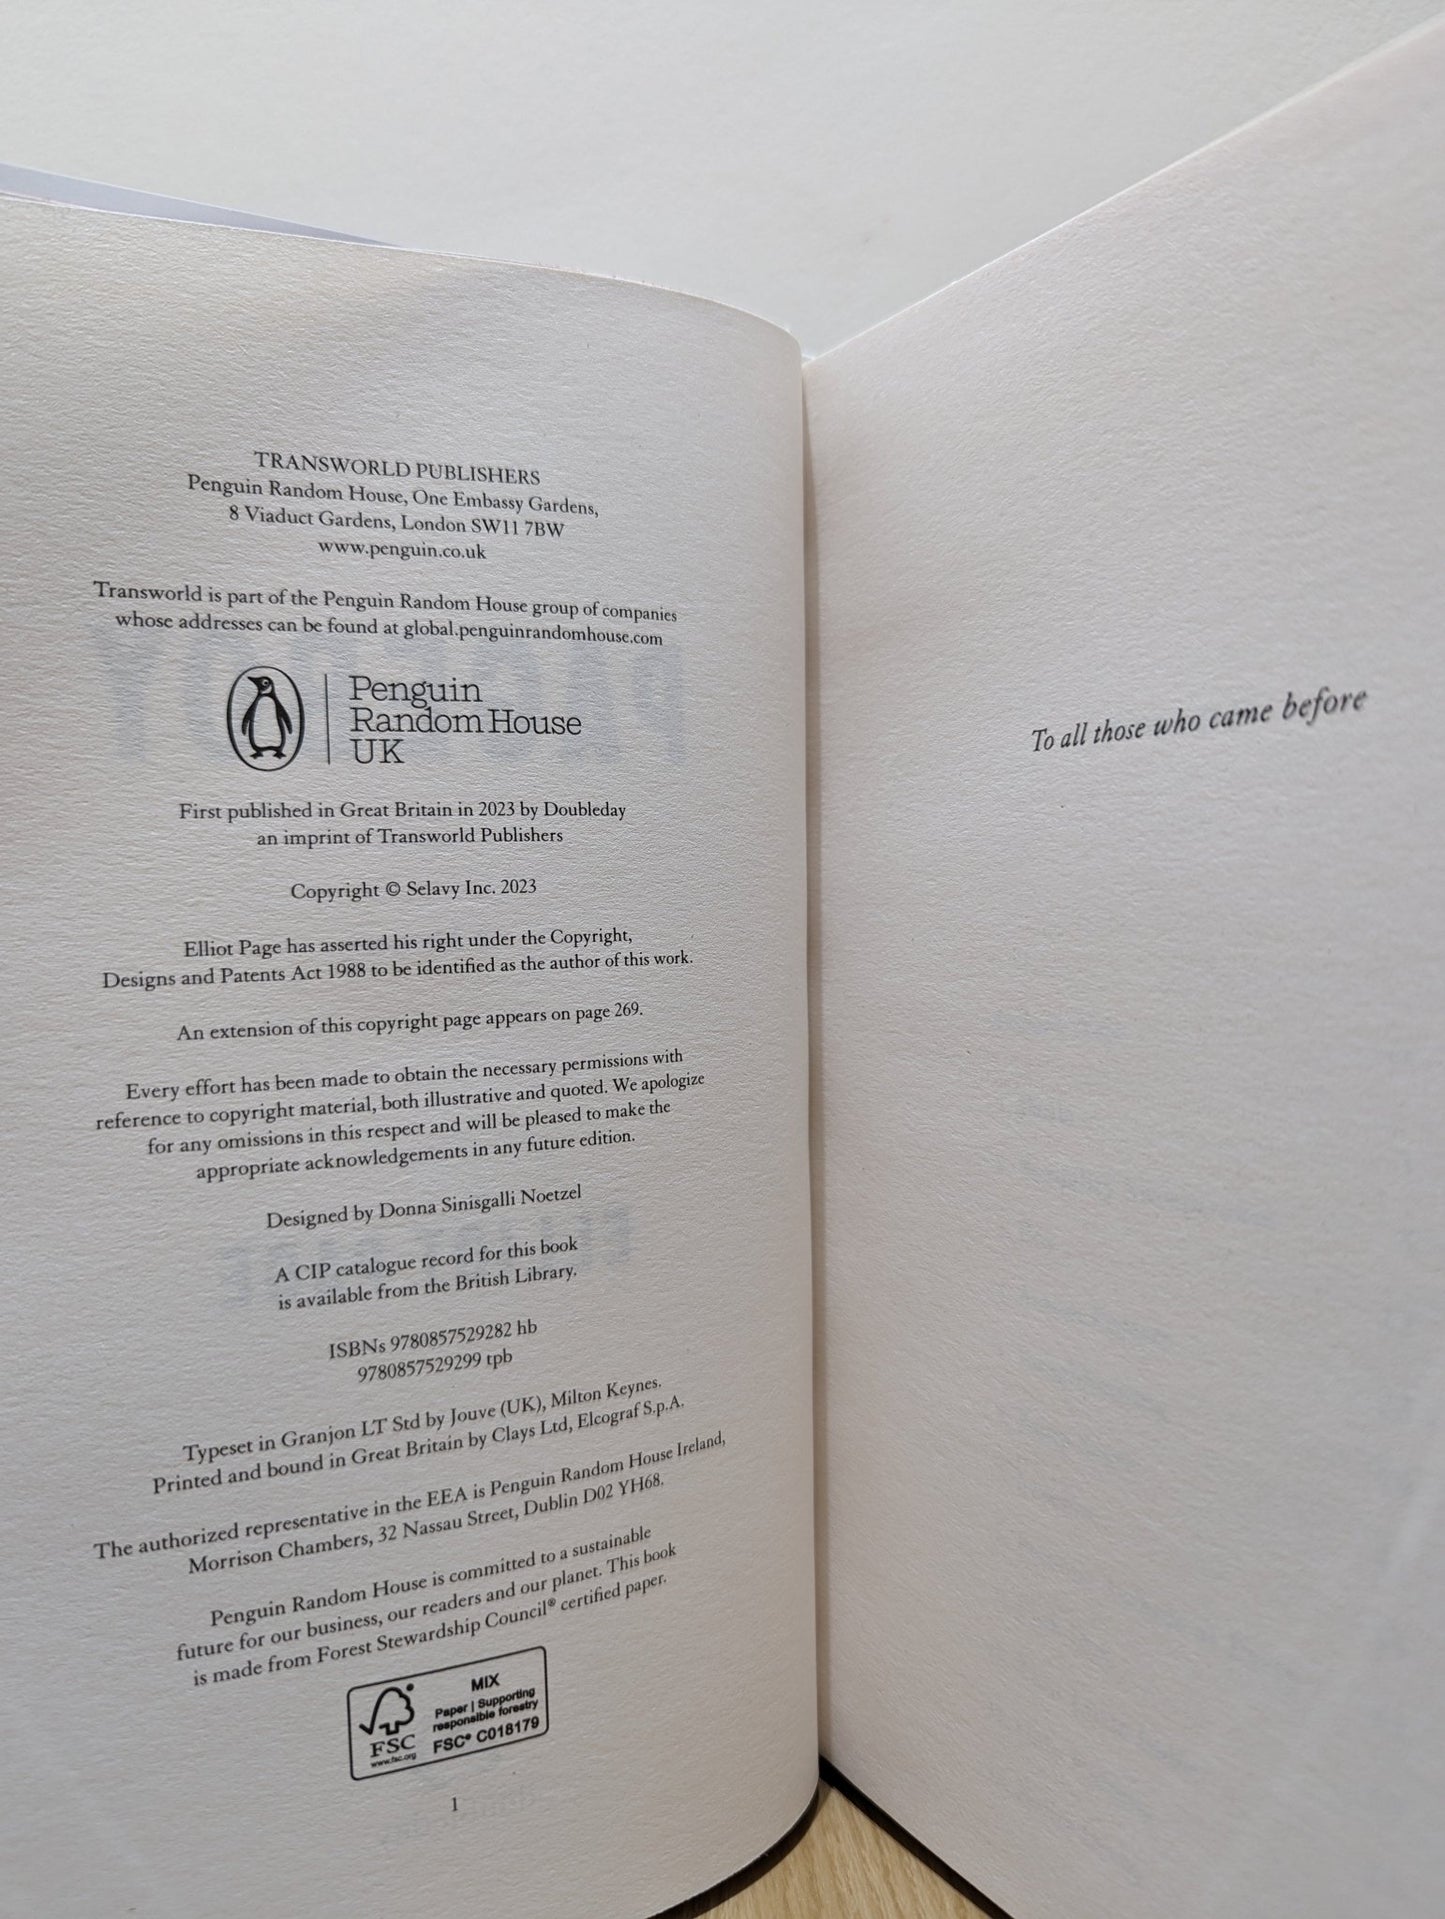 TRANSWORLD PUBLISHERS
Penguin Random House, One Embassy Gardens,
8 Viaduct Gardens, London SW11 7BW
www.penguin.co.uk
Transworld is part of the Penguin Random House group of companies
whose addresses can be found at global.penguinrandomhouse.com
Penguin
Random House
UK
First published in Great Britain in 2023 by Doubleday
an imprint of Transworld Publishers
Copyright © Selavy Inc. 2023
Elliot Page has asserted his right under the Copyright,
Designs and Patents Act 1988 to be identified as the author of this work.
An extension of this copyright page appears on page 269.
Every effort has been made to obtain the necessary permissions with
reference to copyright material, both illustrative and quoted. We apologize
for any omissions in this respect and will be pleased to make the
appropriate acknowledgements in any future edition.
Designed by Donna Sinisgalli Noetzel
A CIP catalogue record for this book
is available from the British Library.
ISBNs 9780857529282 hb
9780857529299 tpb
Typeset in Granjon LT Std by Jouve (UK), Milton Keynes.
Printed and bound in Great Britain by Clays Ltd, Elcograf S.p.A.
The authorized representative in the EEA is Penguin Random House Ireland,
Morrison Chambers, 32 Nassau Street, Dublin D02 YH68.
Penguin Random House is committed to a sustainable
future for our business, our readers and our planet. This book
is made from Forest Stewardship Council® certified paper.
FSC
www.fsc.org
MIX
Paper | Supporting
responsible forestry
FSC® C018179
1
To all those who came before